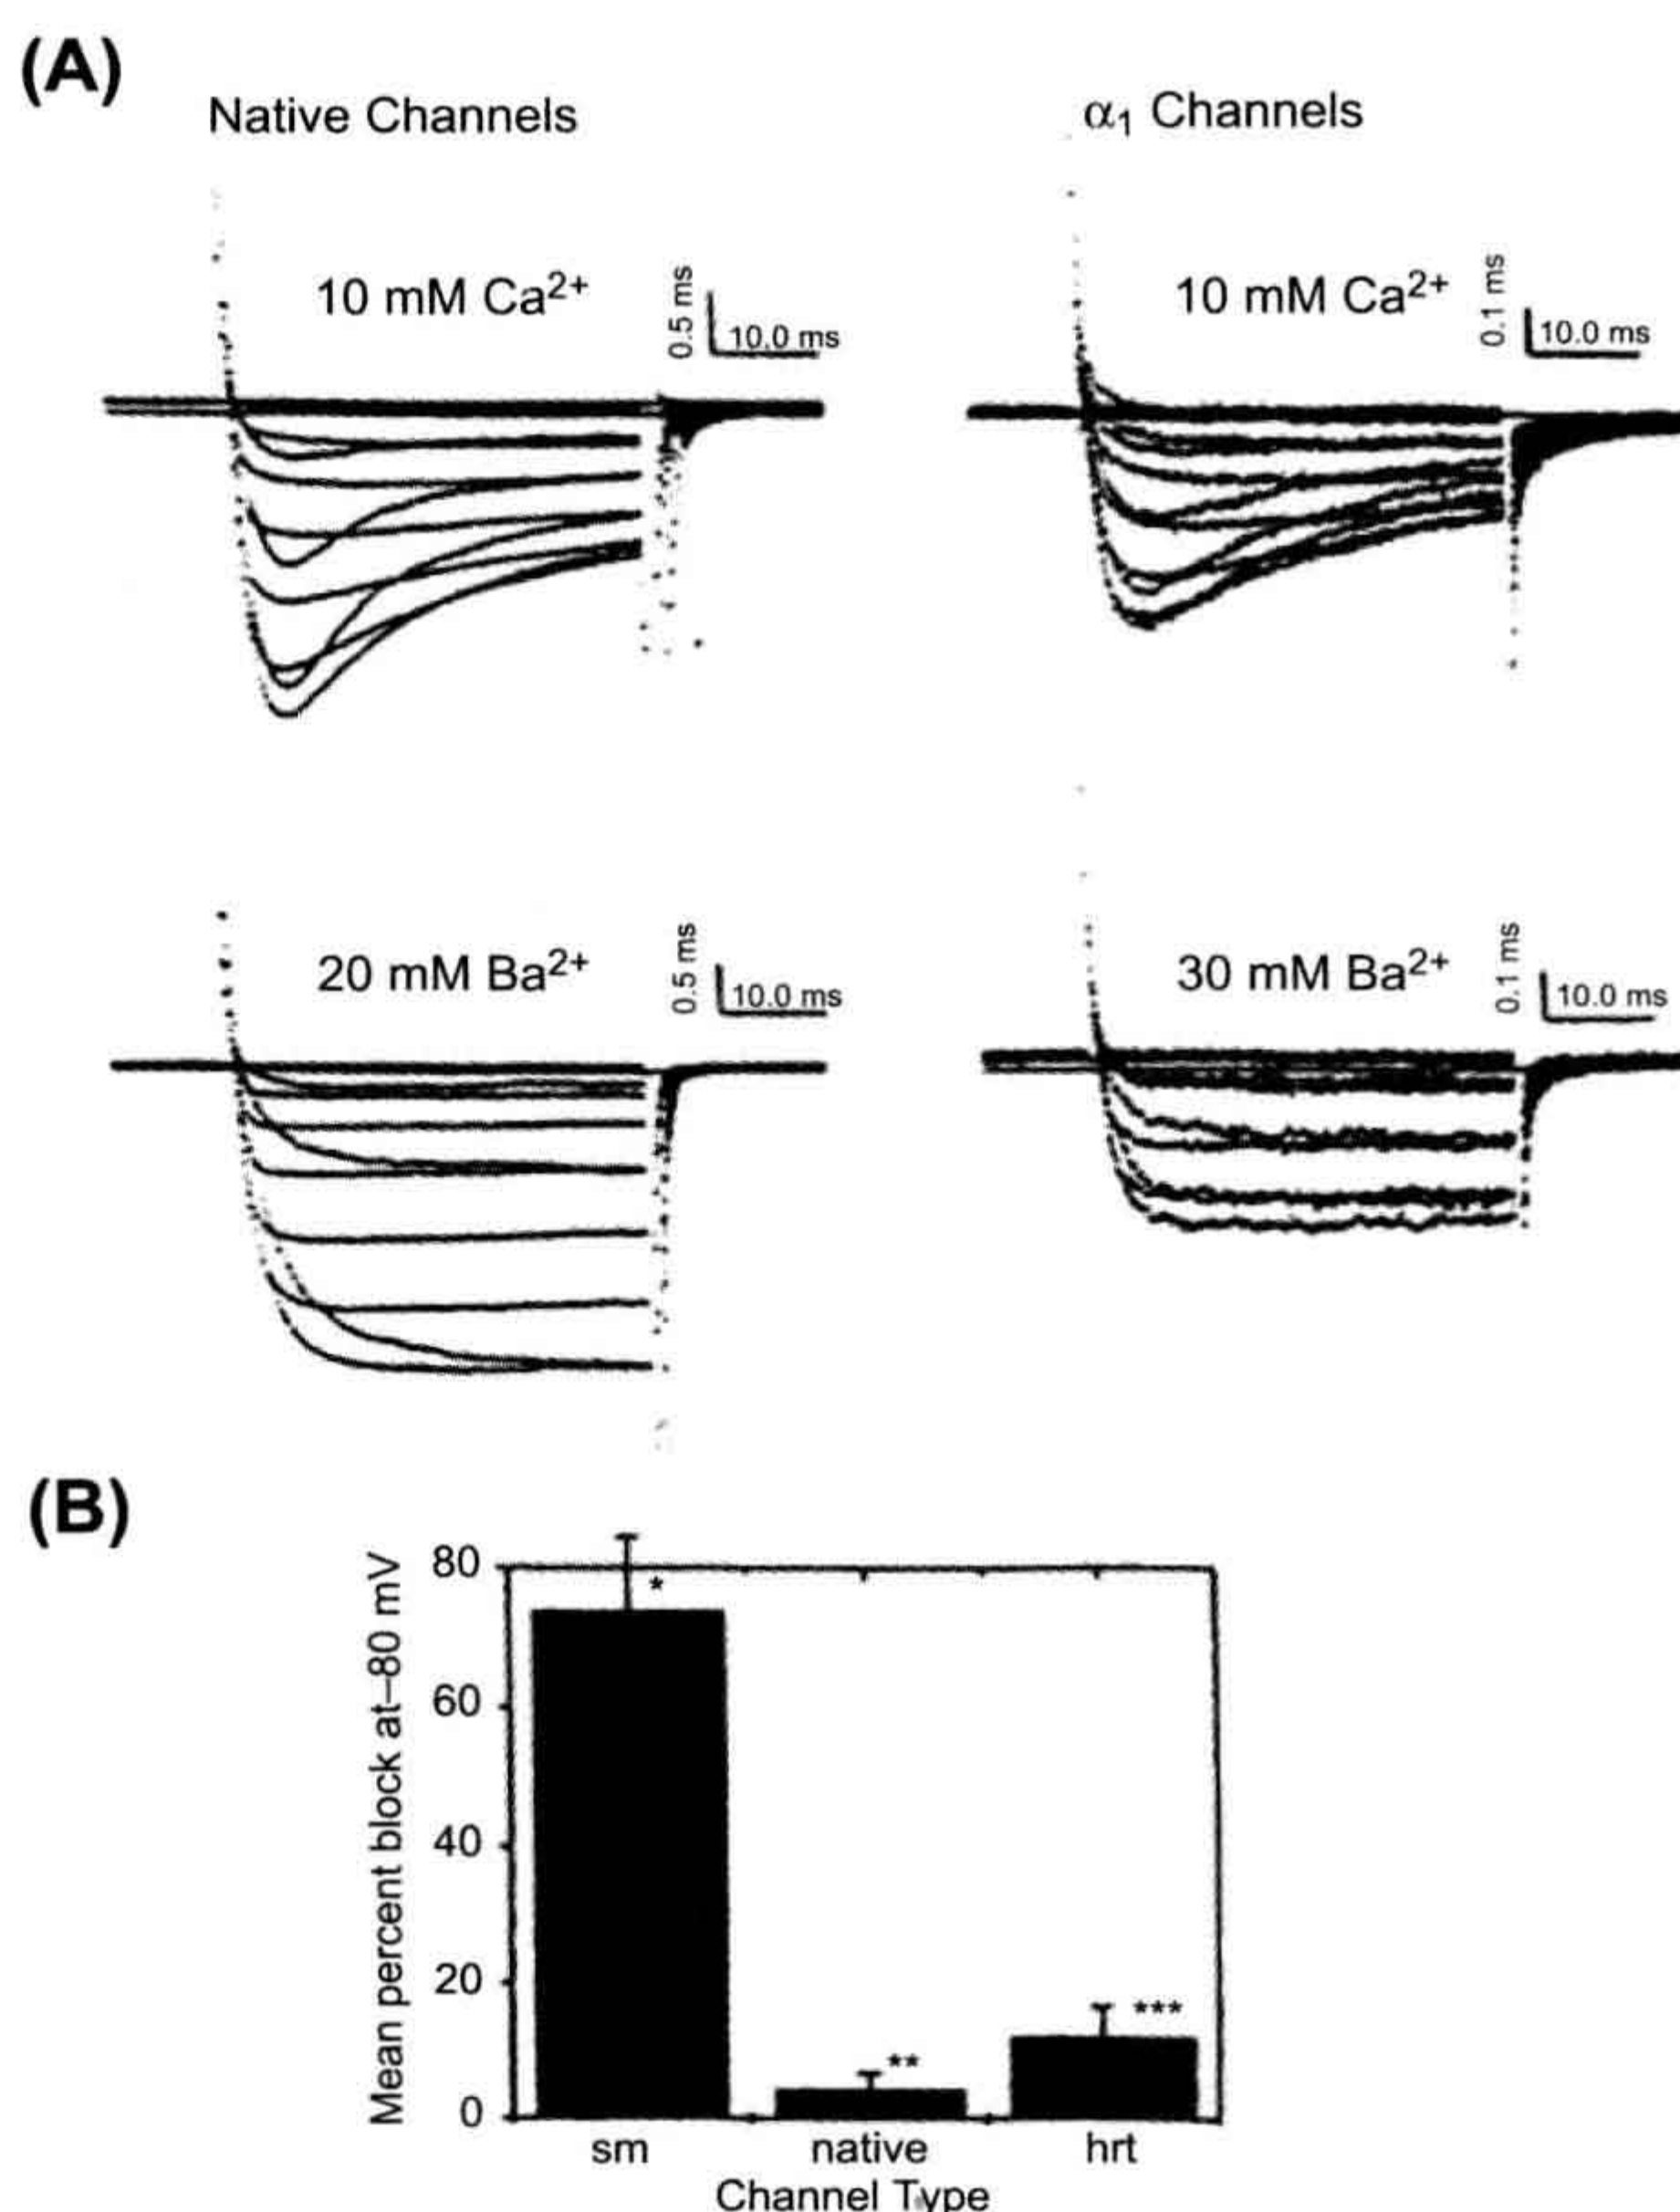 (A)
Native Channels
α₁ Channels
10 mM Ca²⁺
0.5 ms
10.0 ms
10 mM Ca²⁺
0.1 ms
10.0 ms
20 mM Ba²⁺
0.5 ms
10.0 ms
30 mM Ba²⁺
0.1 ms
10.0 ms
(B)
Mean percent block at–80 mV
80
60
40
20
0
*
**
***
sm native hrt
Channel Type